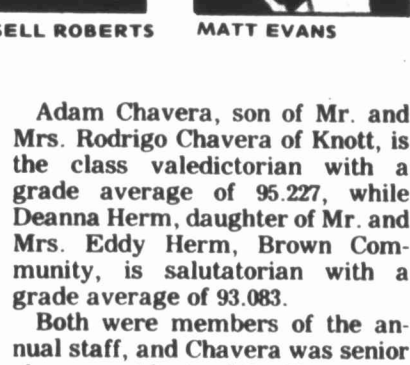 ELL ROBERTS MATT EVANS
Adam Chavera, son of Mr. and
Mrs. Rodrigo Chavera of Knott, is
the class valedictorian with a
grade average of 95.227, while
Deanna Herm, daughter of Mr. and
Mrs. Eddy Herm, Brown Com-
munity, is salutatorian with a
grade average of 93.083.
Both were members of the an-
nual staff, and Chavera was senior